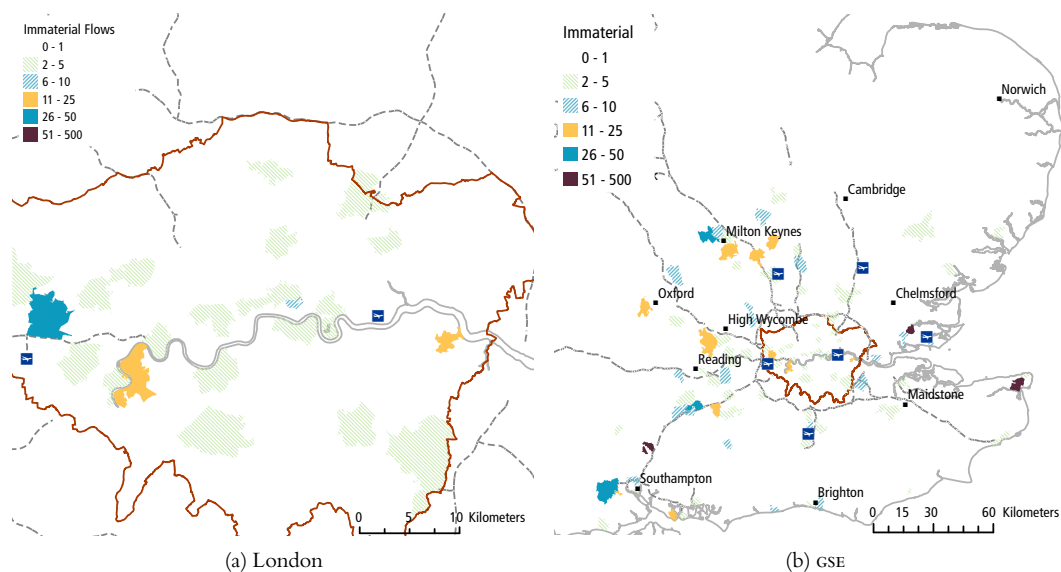 Immaterial Flows
0 - 1
2 - 5
6 - 10
11 - 25
26 - 50
51 - 500
0 5 10 Kilometers
(a) London
Immaterial
0 - 1
2 - 5
6 - 10
11 - 25
26 - 50
51 - 500
Norwich
Cambridge
Milton Keynes
Oxford
Chelmsford
High Wycombe
Reading
Maidstone
Southampton
Brighton
0 15 30 60 Kilometers
(b) GSE